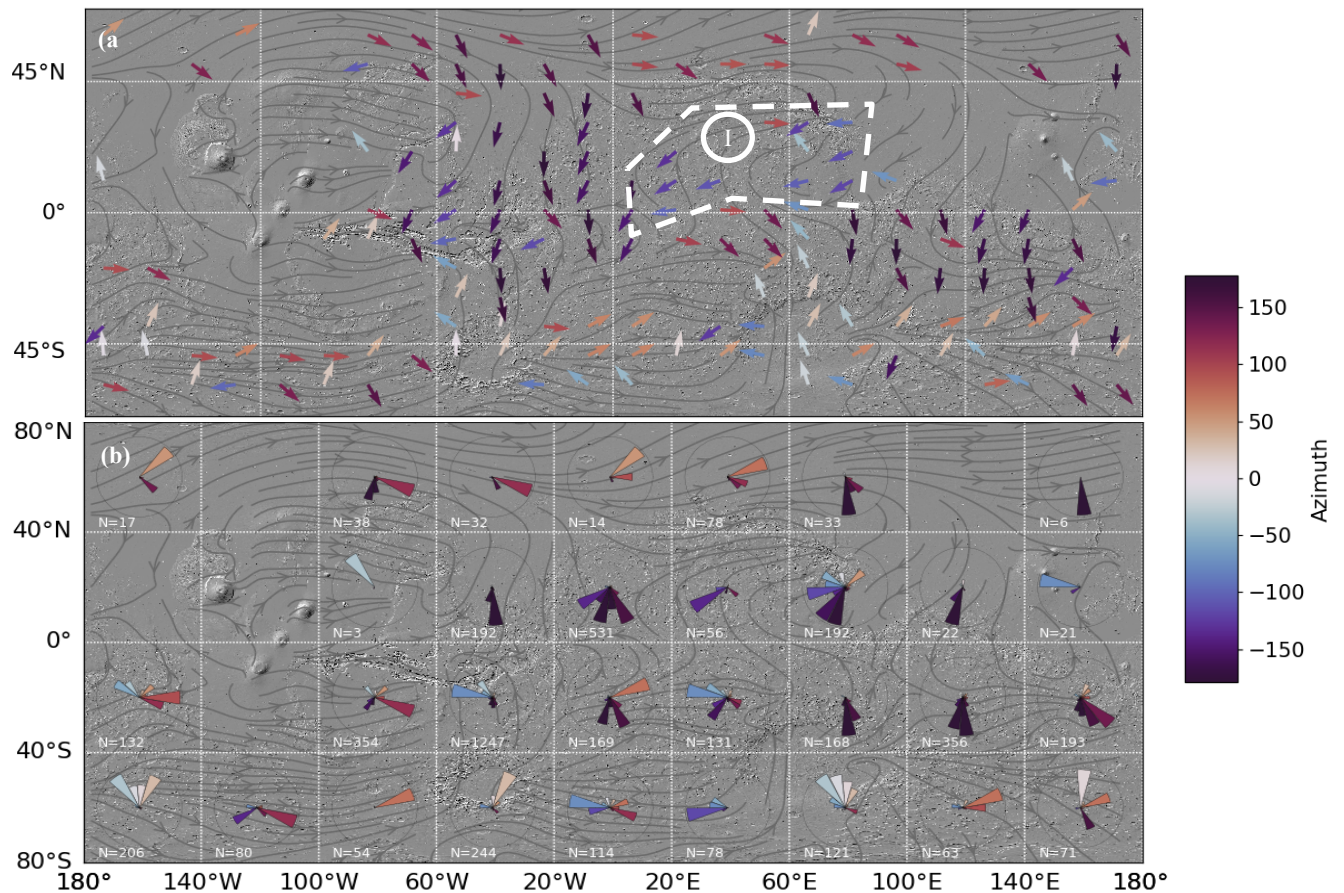 (a
45°N
I
0°
45°S
150
100
50
0
−50
−100
−150
Azimuth
80°N
(b)
N=17 N=38 N=32 N=14 N=78 N=33 N=6
40°N
N=3 N=192 N=531 N=56 N=192 N=22 N=21
0°
N=132 N=354 N=1247 N=169 N=131 N=168 N=356 N=193
40°S
N=206 N=80 N=54 N=244 N=114 N=78 N=121 N=63 N=71
80°S
180° 140°W 100°W 60°W 20°W 20°E 60°E 100°E 140°E 180°